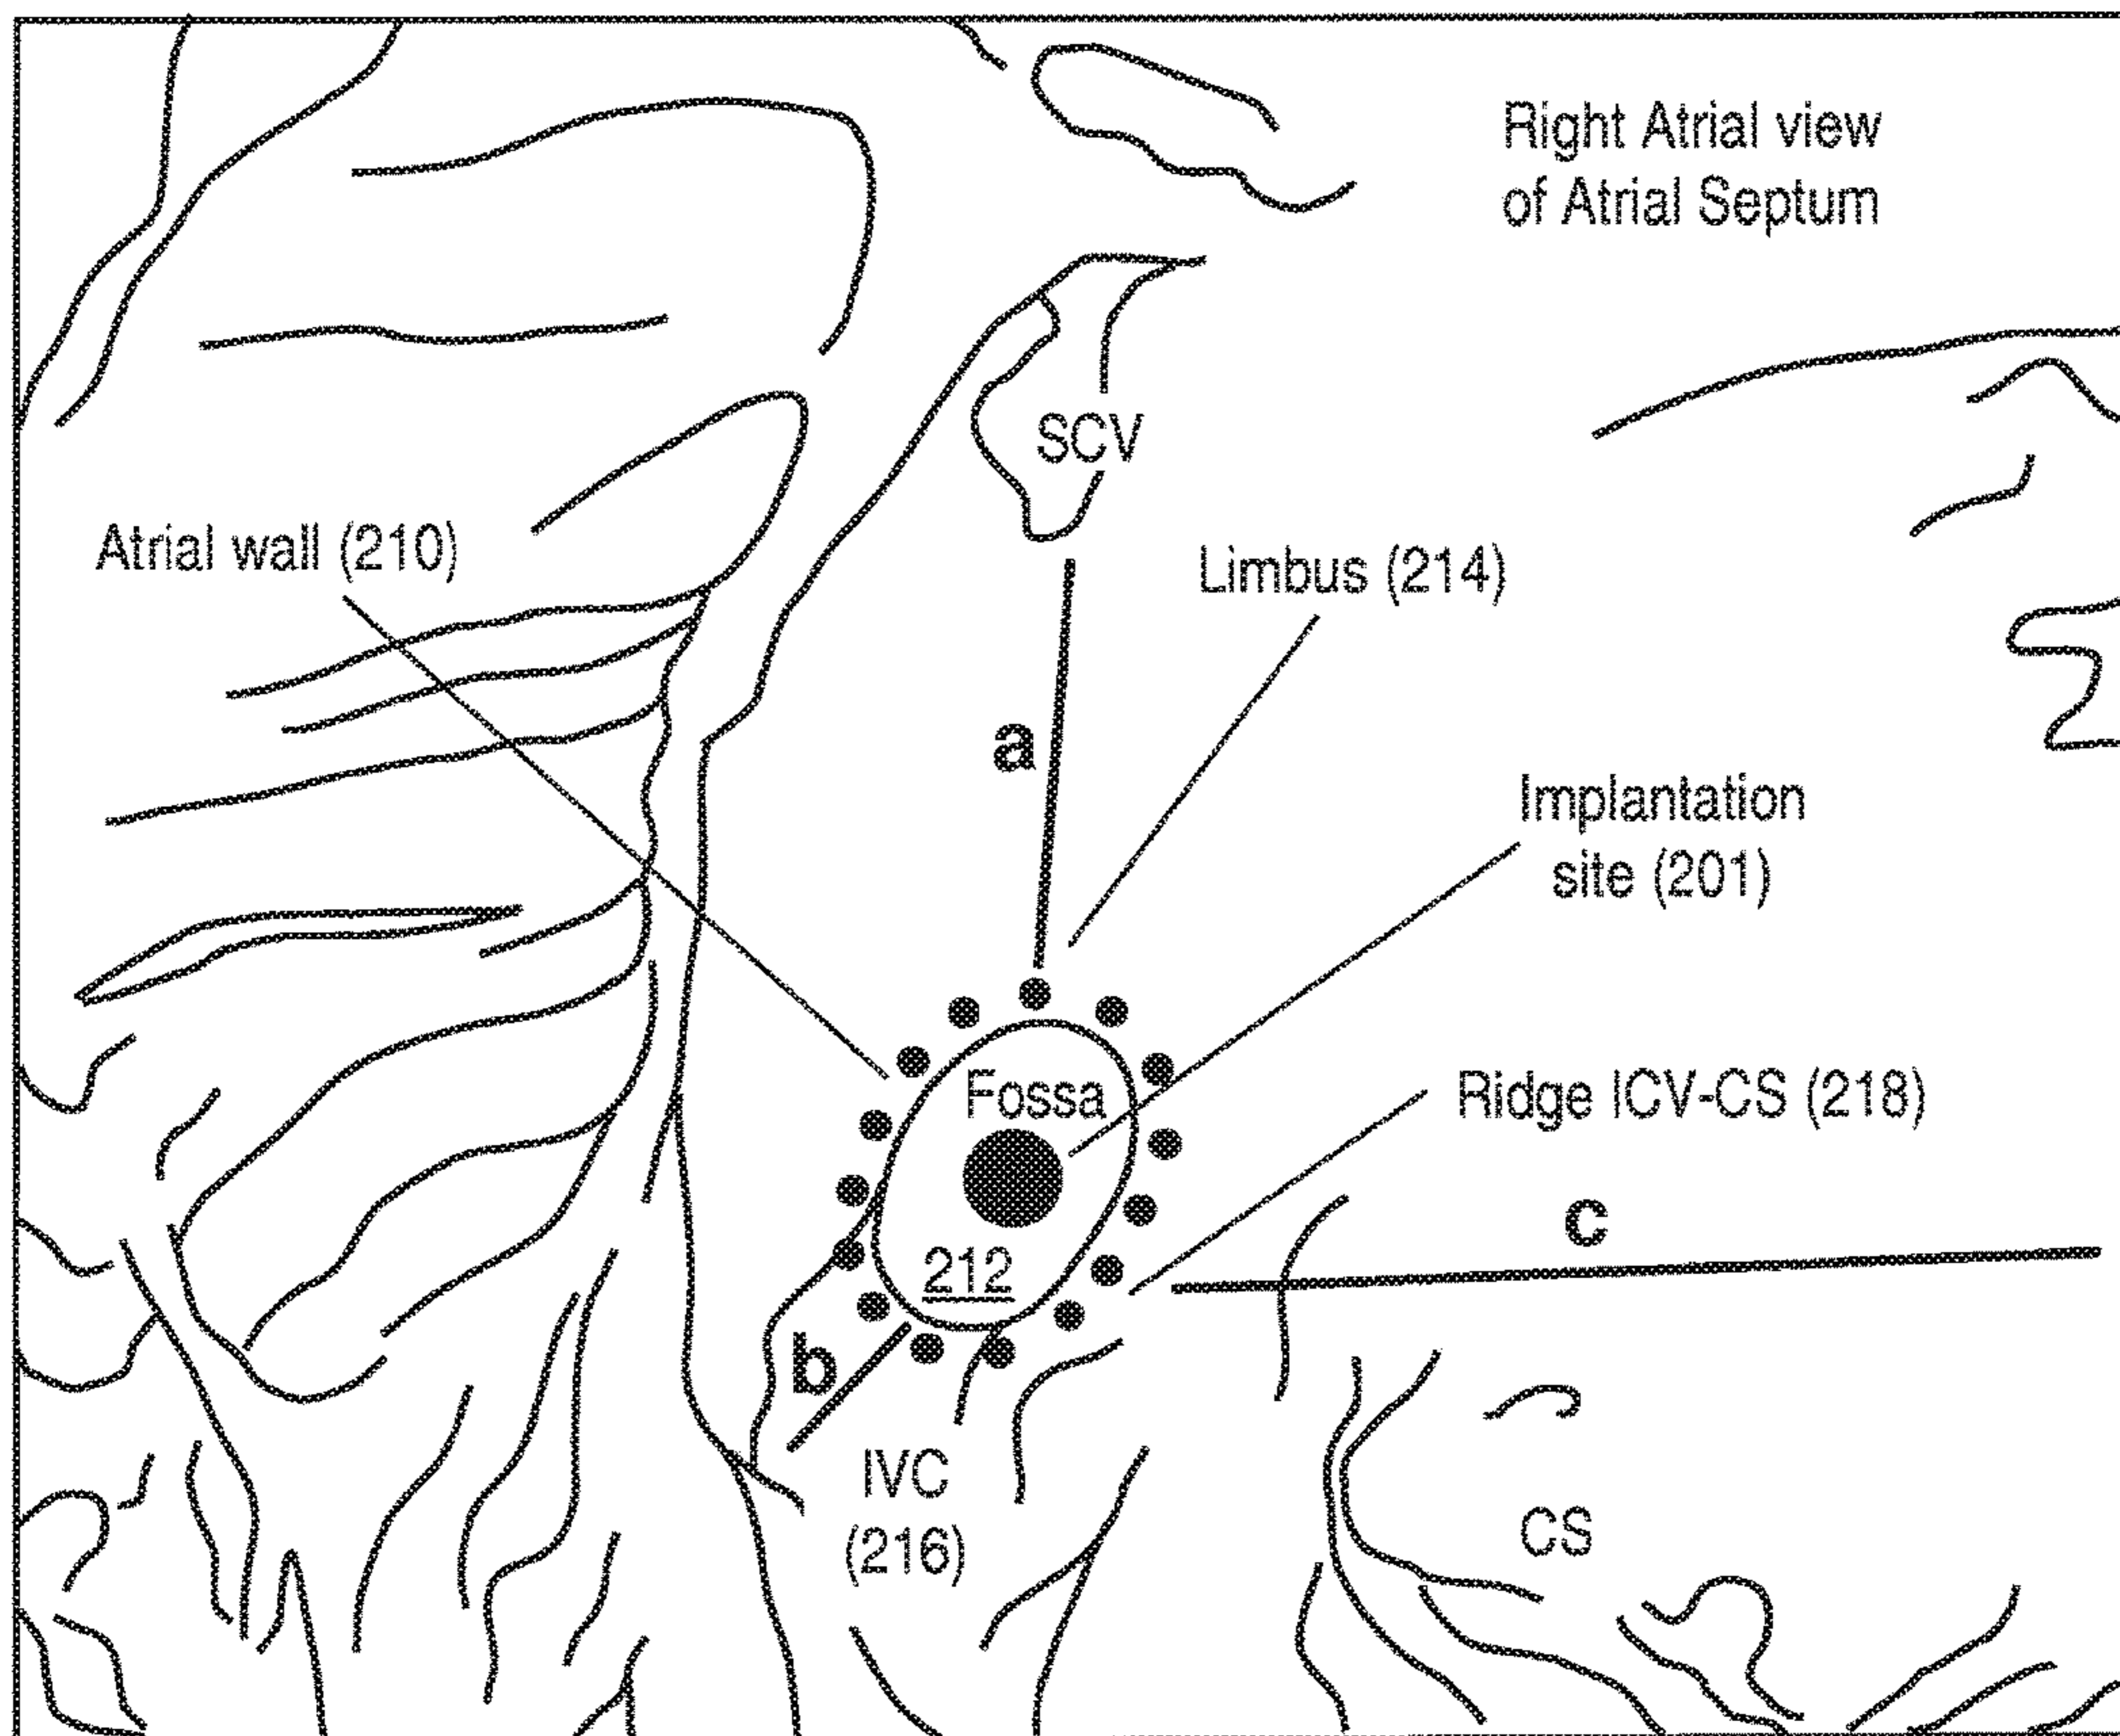 Right Atrial view
of Atrial Septum
SCV
Atrial wall (210)
Limbus (214)
a
Implantation
site (201)
Fossa
Ridge ICV-CS (218)
c
212
b
IVC
(216)
CS